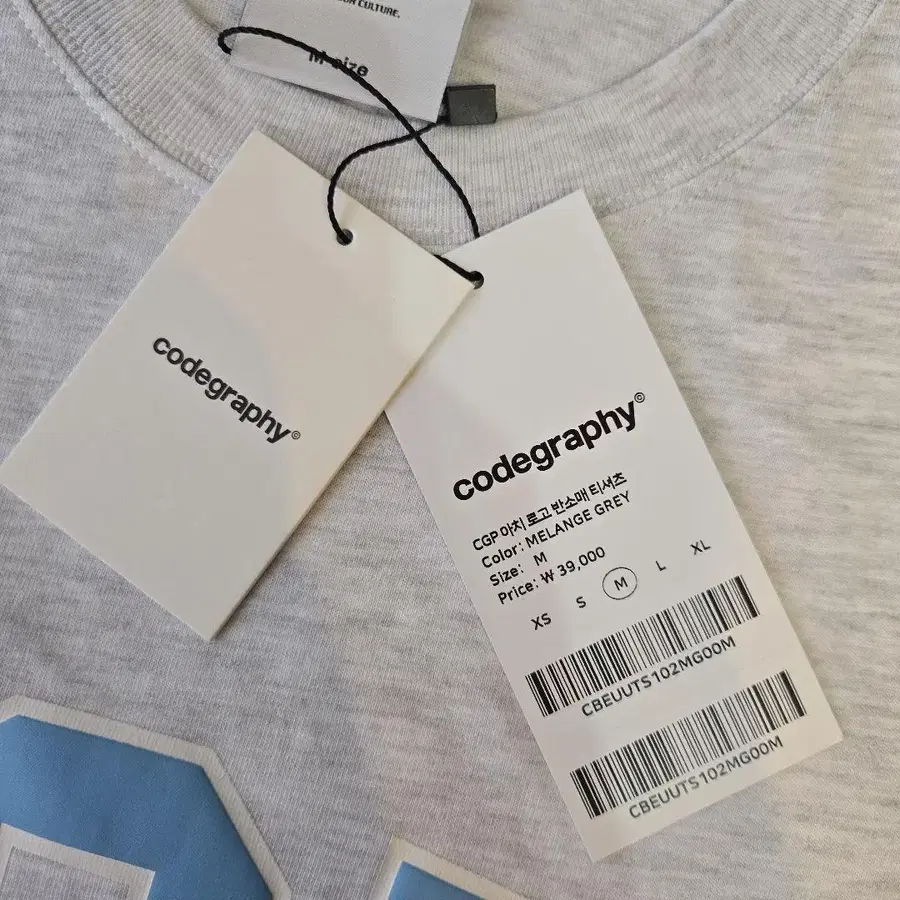 CULTURE.
M size
codegraphy©
codegraphy©
CGP 아치 로고 반소매 티셔츠
Color: MELANGE GREY
Size: M
Price: ₩ 39,000
XS S M L XL
CBEUUTS102MG00M
CBEUUTS102MG00M